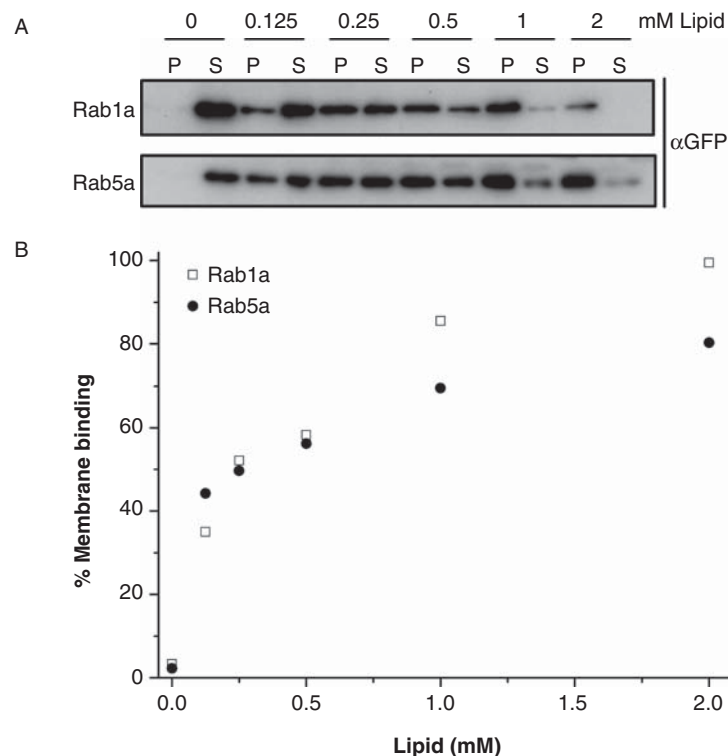 A
0 0.125 0.25 0.5 1 2 mM Lipid
P S P S P S P S P S P S
Rab1a
Rab5a
αGFP
B
100
80
60
40
20
0
% Membrane binding
Rab1a
Rab5a
0.0 0.5 1.0 1.5 2.0
Lipid (mM)